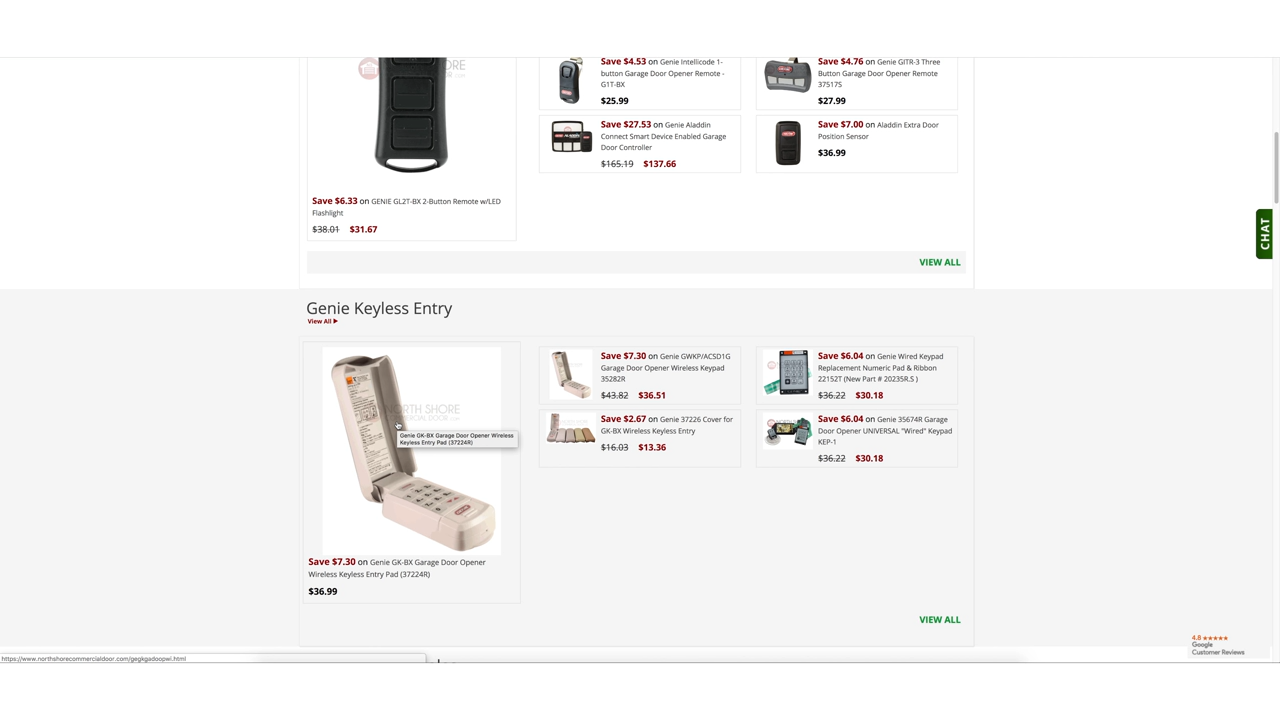 Save $4.53 on Genie Intellicode 1-
button Garage Door Opener Remote -
G1T-BX
$25.99
Save $4.76 on Genie GITR-3 Three
Button Garage Door Opener Remote
37517S
$27.99
Save $27.53 on Genie Aladdin
Connect Smart Device Enabled Garage
Door Controller
$165.19 $137.66
Save $7.00 on Aladdin Extra Door
Position Sensor
$36.99
Save $6.33 on GENIE GL2T-BX 2-Button Remote w/LED
Flashlight
$38.01 $31.67
VIEW ALL
CHAT
Genie Keyless Entry
View All
NORTH SHORE
COMMERCIAL DOOR.COM
Genie GK-BX Garage Door Opener Wireless
Keyless Entry Pad (37224R)
Save $7.30 on Genie GK-BX Garage Door Opener
Wireless Keyless Entry Pad (37224R)
$36.99
Save $7.30 on Genie GWKP/ACSD1G
Garage Door Opener Wireless Keypad
35282R
$43.82 $36.51
Save $6.04 on Genie Wired Keypad
Replacement Numeric Pad & Ribbon
22152T (New Part # 20235R.S )
$36.22 $30.18
Save $2.67 on Genie 37226 Cover for
GK-BX Wireless Keyless Entry
$16.03 $13.36
Save $6.04 on Genie 35674R Garage
Door Opener UNIVERSAL "Wired" Keypad
KEP-1
$36.22 $30.18
VIEW ALL
4.8
Google
Customer Reviews
https://www.northshorecommercialdoor.com/gegkgadoopwi.html